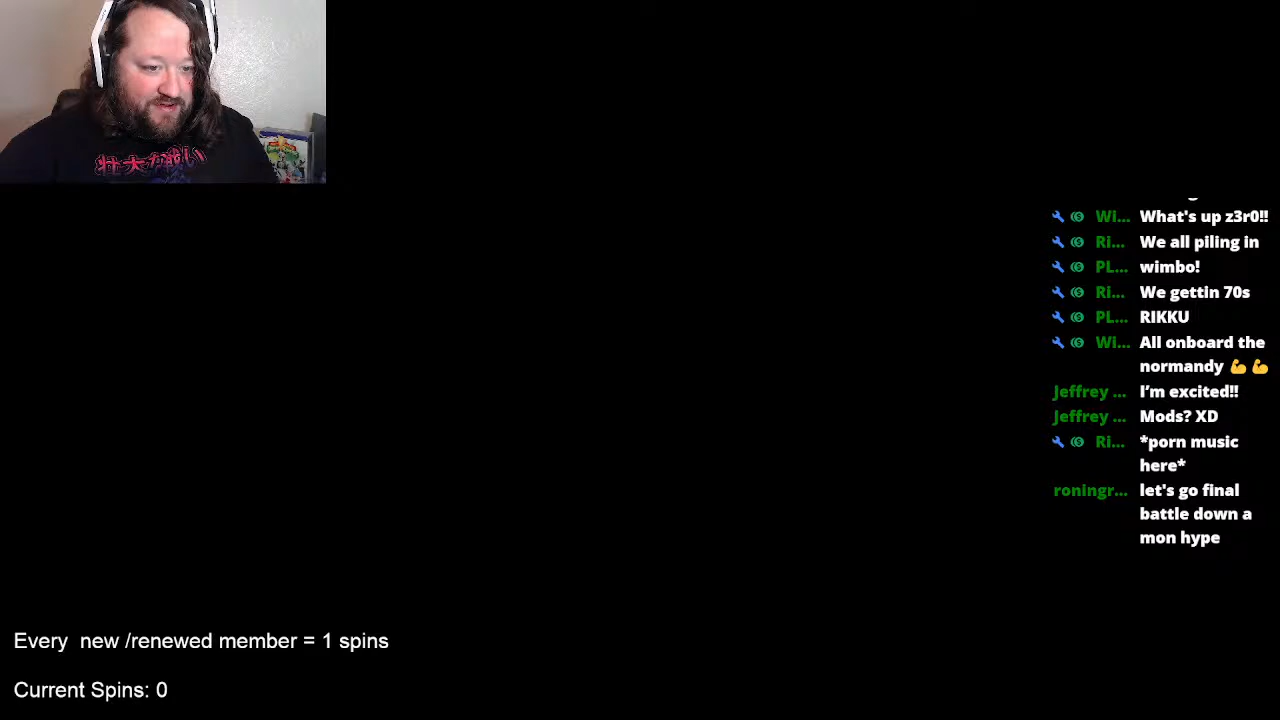 WI... What's up z3r0!!
Ri... We all piling in
PL... wimbo!
Ri... We gettin 70s
PL... RIKKU
Wi... All onboard the
normandy 💪💪
Jeffrey ... I'm excited!!
Jeffrey ... Mods? XD
Ri... *porn music
here*
roningr... let's go final
battle down a
mon hype
Every new /renewed member = 1 spins
Current Spins: 0